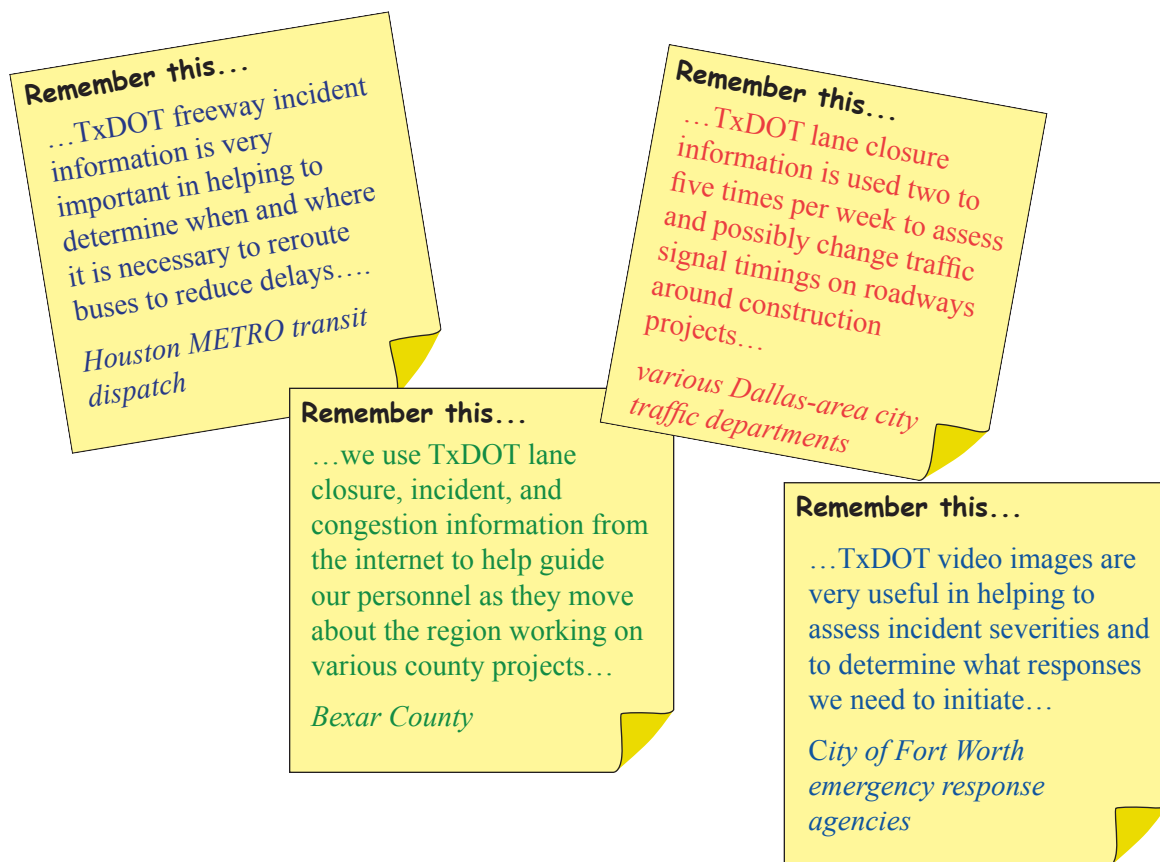 Remember this...
…TxDOT freeway incident
information is very
important in helping to
determine when and where
it is necessary to reroute
buses to reduce delays….
Houston METRO transit
dispatch
Remember this...
…TxDOT lane closure
information is used two to
five times per week to assess
and possibly change traffic
signal timings on roadways
around construction
projects…
various Dallas-area city
traffic departments
Remember this...
…we use TxDOT lane
closure, incident, and
congestion information from
the internet to help guide
our personnel as they move
about the region working on
various county projects…
Bexar County
Remember this...
…TxDOT video images are
very useful in helping to
assess incident severities and
to determine what responses
we need to initiate…
City of Fort Worth
emergency response
agencies